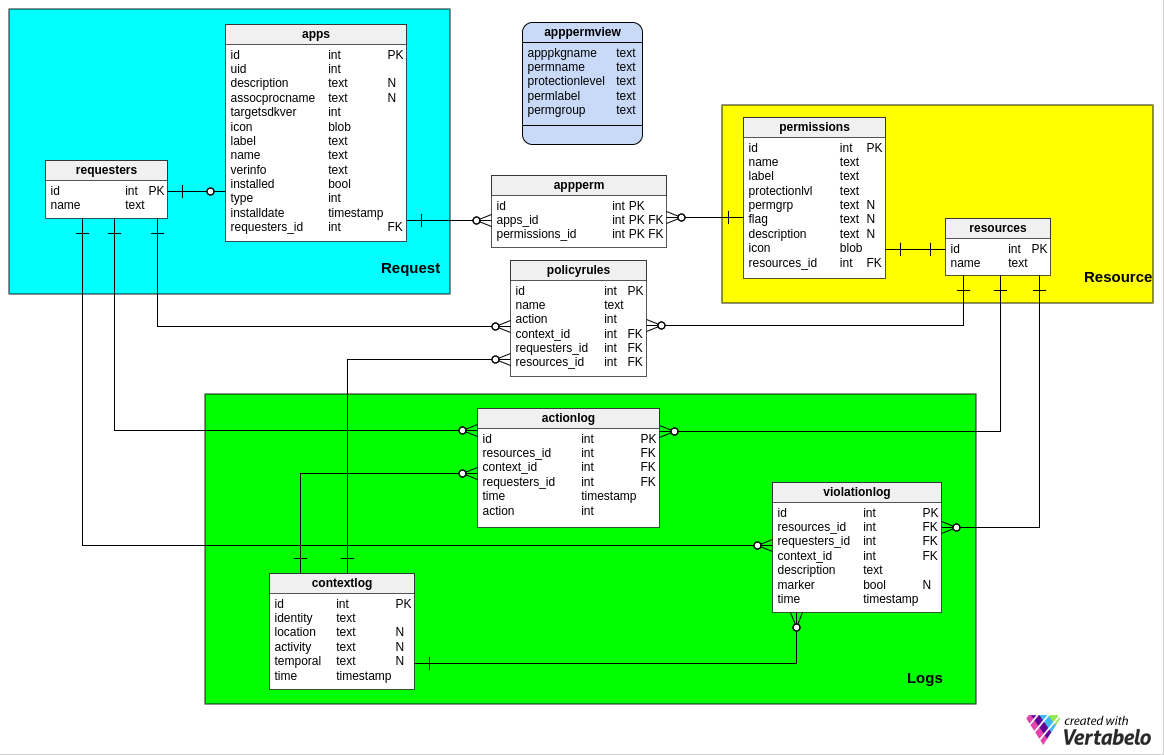 apps
id int PK
uid int
description text N
assocprocname text N
targetsdkver int
icon blob
label text
name text
verinfo text
installed bool
type int
installdate timestamp
requesters_id int FK
requesters
id int PK
name text
Request
apppermview
apppkgname text
permname text
protectionlevel text
permlabel text
permgroup text
appperm
id int PK
apps_id int PK FK
permissions_id int PK FK
permissions
id int PK
name text
label text
protectionlvl text
permgrp text N
flag text N
description text N
icon blob
resources_id int FK
resources
id int PK
name text
Resource
policyrules
id int PK
name text
action int
context_id int FK
requesters_id int FK
resources_id int FK
actionlog
id int PK
resources_id int FK
context_id int FK
requesters_id int FK
time timestamp
action int
violationlog
id int PK
resources_id int FK
requesters_id int FK
context_id int FK
description text
marker bool N
time timestamp
contextlog
id int PK
identity text
location text N
activity text N
temporal text N
time timestamp
Logs
created with
Vertabelo